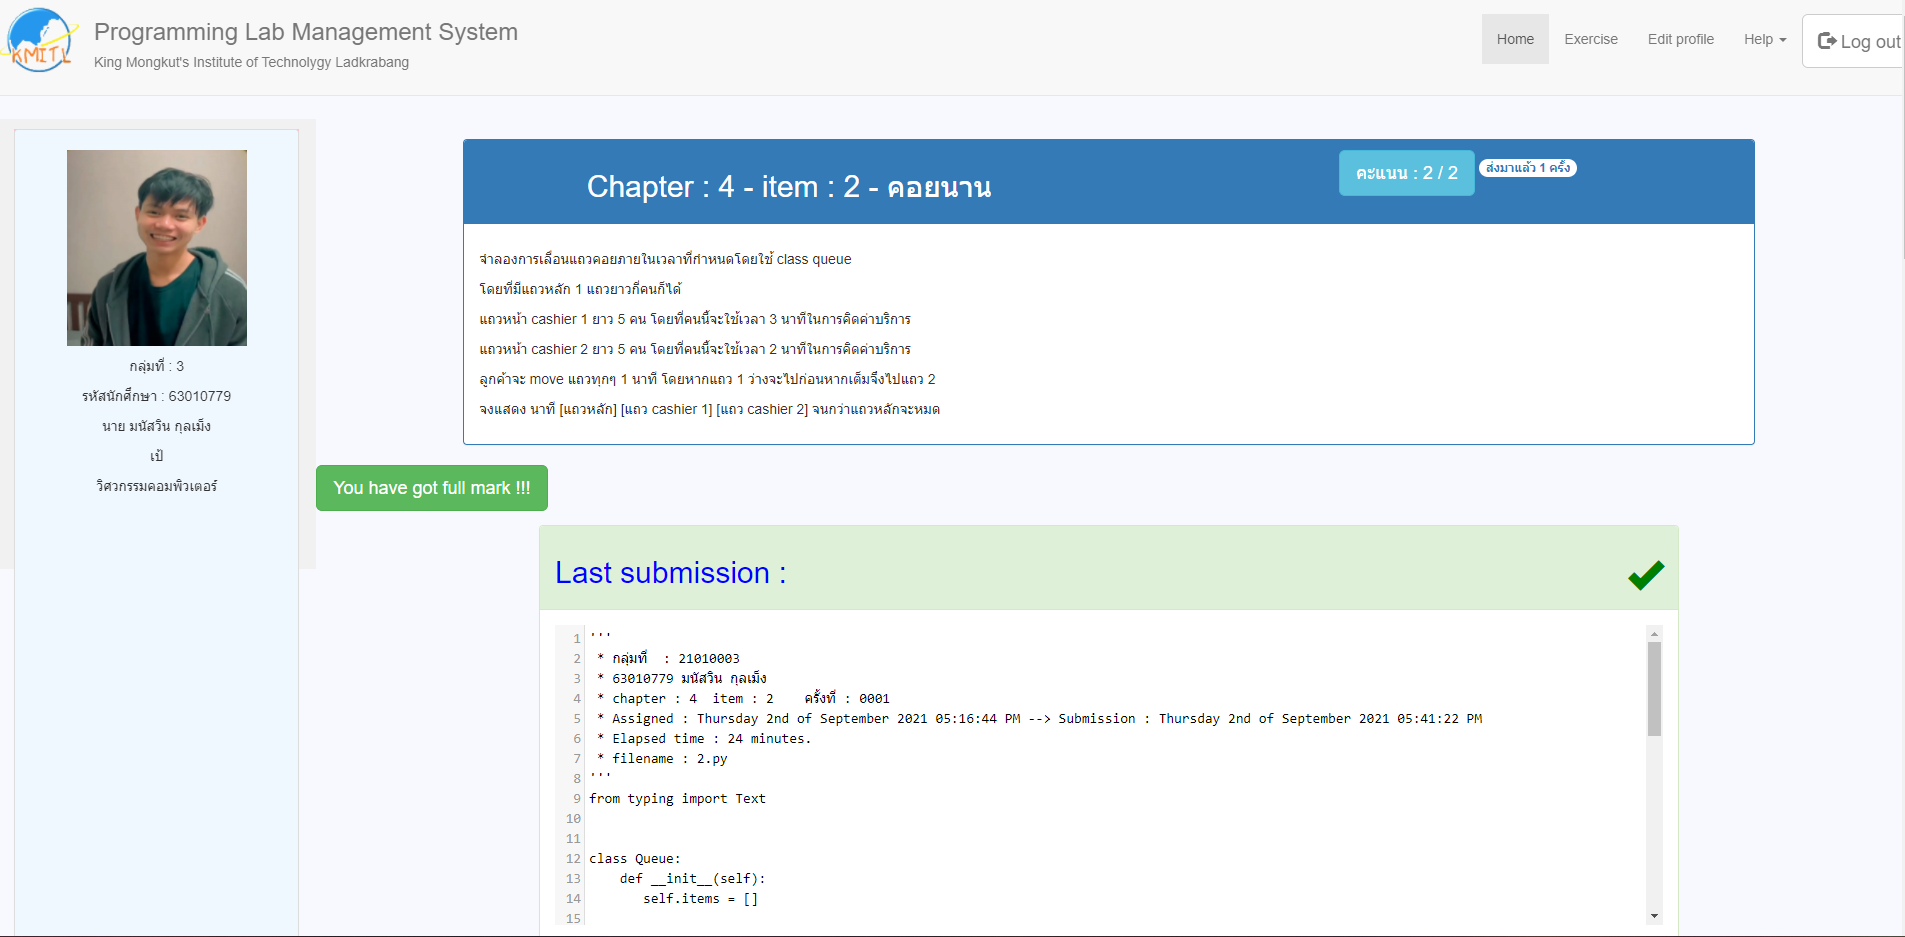 KMITL
Programming Lab Management System
King Mongkut's Institute of Technolygy Ladkrabang
Home
Exercise
Edit profile
Help
Log out
กลุ่มที่ : 3
รหัสนักศึกษา : 63010779
นาย มนัสวิน กุลเม็ง
เป้
วิศวกรรมคอมพิวเตอร์
Chapter : 4 - item : 2 - คอยนาน
คะแนน : 2 / 2
ส่งมาแล้ว 1 ครั้ง
จำลองการเลื่อนแถวคอยภายในเวลาที่กำหนดโดยใช้ class queue
โดยที่มีแถวหลัก 1 แถวยาวกี่คนก็ได้
แถวหน้า cashier 1 ยาว 5 คน โดยที่คนนี้จะใช้เวลา 3 นาทีในการคิดค่าบริการ
แถวหน้า cashier 2 ยาว 5 คน โดยที่คนนี้จะใช้เวลา 2 นาทีในการคิดค่าบริการ
ลูกค้าจะ move แถวทุกๆ 1 นาที โดยหากแถว 1 ว่างจะไปก่อนหากเต็มจึงไปแถว 2
จงแสดง นาที [แถวหลัก] [แถว cashier 1] [แถว cashier 2] จนกว่าแถวหลักจะหมด
You have got full mark !!!
Last submission :
1 '''
2 * กลุ่มที่ : 21010003
3 * 63010779 มนัสวิน กุลเม็ง
4 * chapter : 4 item : 2 ครั้งที่ : 0001
5 * Assigned : Thursday 2nd of September 2021 05:16:44 PM --> Submission : Thursday 2nd of September 2021 05:41:22 PM
6 * Elapsed time : 24 minutes.
7 * filename : 2.py
8 '''
9 from typing import Text
10
11
12 class Queue:
13 def __init__(self):
14 self.items = []
15